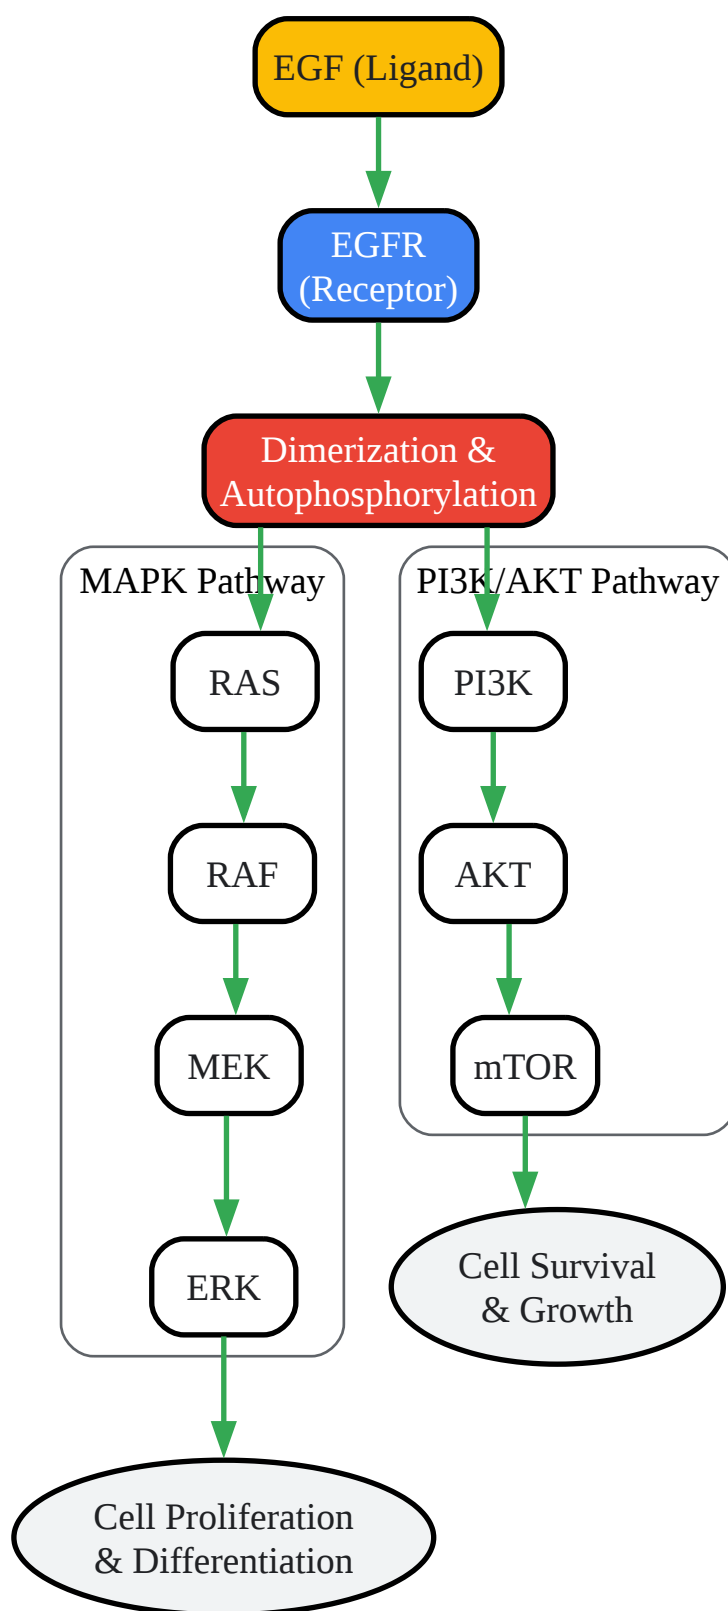 EGF (Ligand)
EGFR
(Receptor)
Dimerization &
Autophosphorylation
MAPK Pathway
RAS
RAF
MEK
ERK
Cell Proliferation
& Differentiation
PI3K/AKT Pathway
PI3K
AKT
mTOR
Cell Survival
& Growth